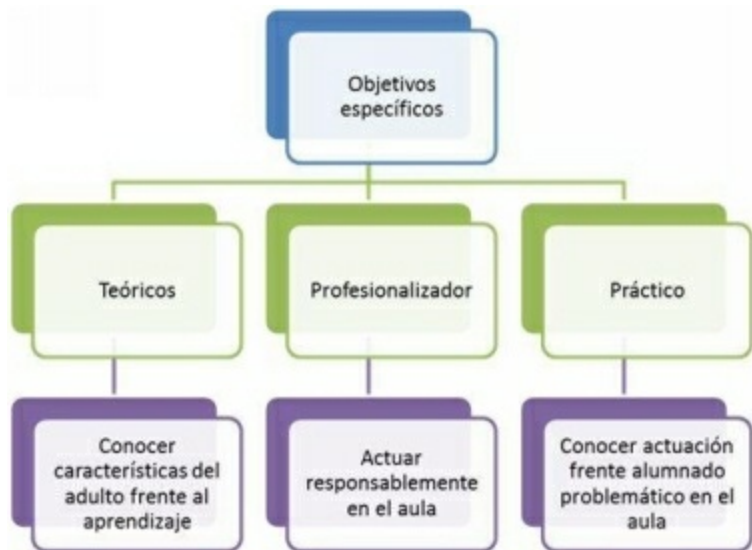 Objetivos
específicos
Teóricos
Profesionalizador
Práctico
Conocer
características del
adulto frente al
aprendizaje
Actuar
responsablemente
en el aula
Conocer actuación
frente alumnado
problemático en el
aula